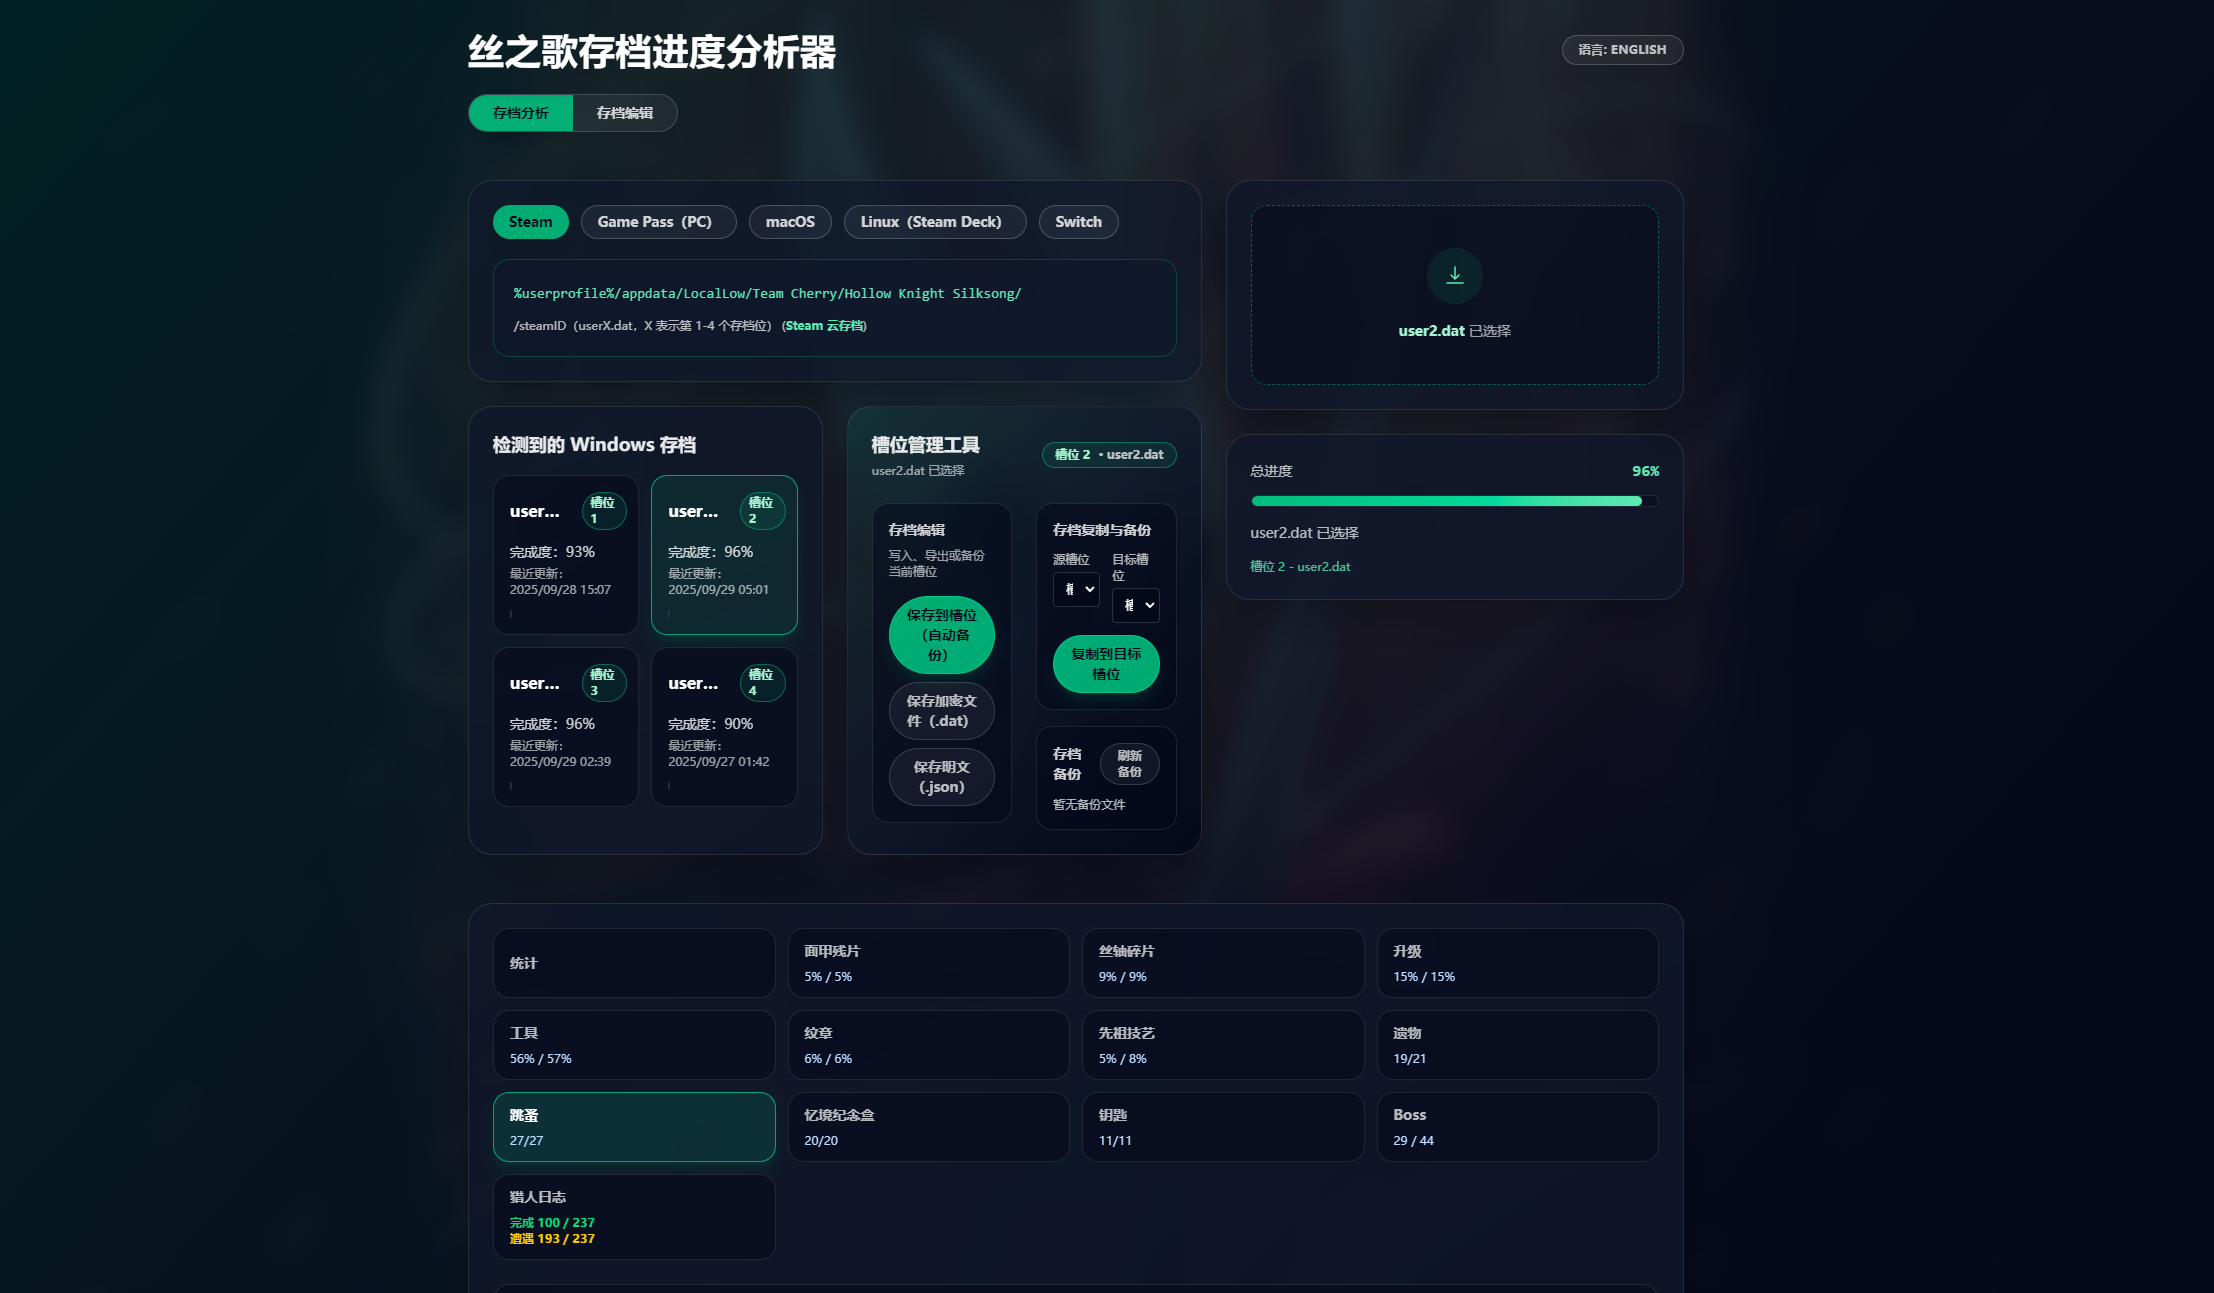 丝之歌存档进度分析器
语言: ENGLISH
存档分析
存档编辑
Steam
Game Pass（PC）
macOS
Linux（Steam Deck）
Switch
%userprofile%/appdata/LocalLow/Team Cherry/Hollow Knight Silksong/
/steamID（userX.dat，X 表示第 1-4 个存档位）(Steam 云存档)
user2.dat 已选择
检测到的 Windows 存档
user...
槽位
1
完成度：93%
最近更新：
2025/09/28 15:07
user...
槽位
2
完成度：96%
最近更新：
2025/09/29 05:01
user...
槽位
3
完成度：96%
最近更新：
2025/09/29 02:39
user...
槽位
4
完成度：90%
最近更新：
2025/09/27 01:42
槽位管理工具
user2.dat 已选择
槽位 2 • user2.dat
存档编辑
写入、导出或备份
当前槽位
保存到槽位
（自动备
份）
保存加密文
件（.dat）
保存明文
（.json）
存档复制与备份
源槽位
目标槽
位
复制到目标
槽位
存档
备份
刷新
备份
暂无备份文件
总进度
96%
user2.dat 已选择
槽位 2 - user2.dat
统计
面甲残片
5% / 5%
丝轴碎片
9% / 9%
升级
15% / 15%
工具
56% / 57%
纹章
6% / 6%
先祖技艺
5% / 8%
遗物
19/21
跳蚤
27/27
忆境纪念盒
20/20
钥匙
11/11
Boss
29 / 44
猎人日志
完成 100 / 237
遭遇 193 / 237